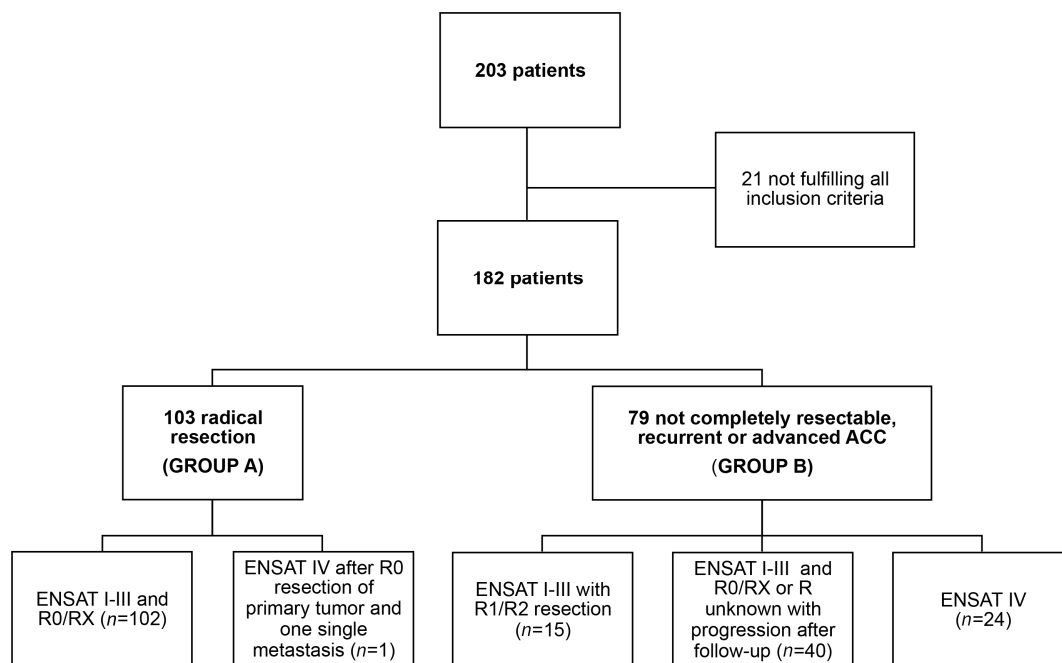 203 patients
21 not fulfilling all
inclusion criteria
182 patients
103 radical
resection
(GROUP A)
79 not completely resectable,
recurrent or advanced ACC
(GROUP B)
ENSAT I-III and
R0/RX (n=102)
ENSAT IV after R0
resection of
primary tumor and
one single
metastasis (n=1)
ENSAT I-III with
R1/R2 resection
(n=15)
ENSAT I-III and
R0/RX or R
unknown with
progression after
follow-up (n=40)
ENSAT IV
(n=24)